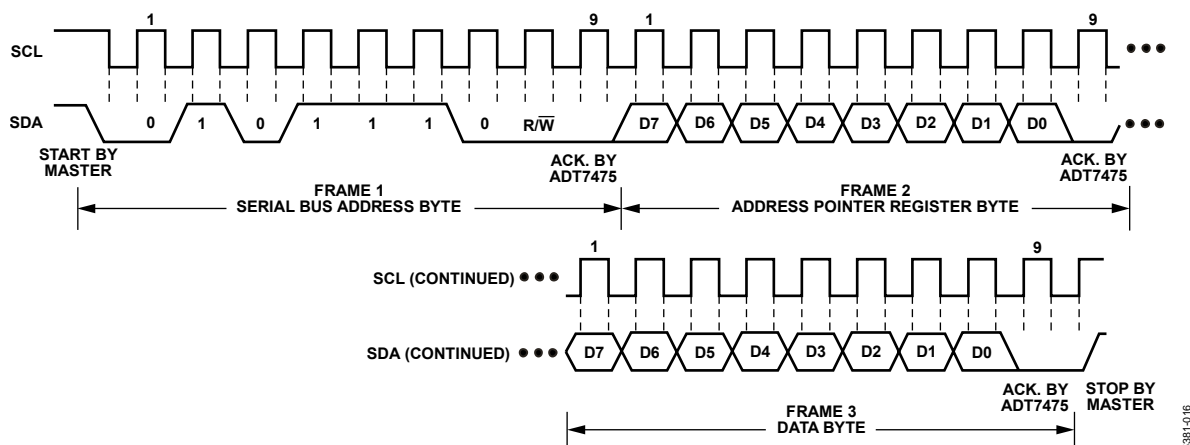 1 9 1 9
SCL
SDA
0 1 0 1 1 1 0 R/W̅ D7 D6 D5 D4 D3 D2 D1 D0
START BY
MASTER
ACK. BY
ADT7475
ACK. BY
ADT7475
FRAME 1
SERIAL BUS ADDRESS BYTE
FRAME 2
ADDRESS POINTER REGISTER BYTE
1 9
SCL (CONTINUED)
SDA (CONTINUED) D7 D6 D5 D4 D3 D2 D1 D0
ACK. BY
ADT7475
STOP BY
MASTER
FRAME 3
DATA BYTE